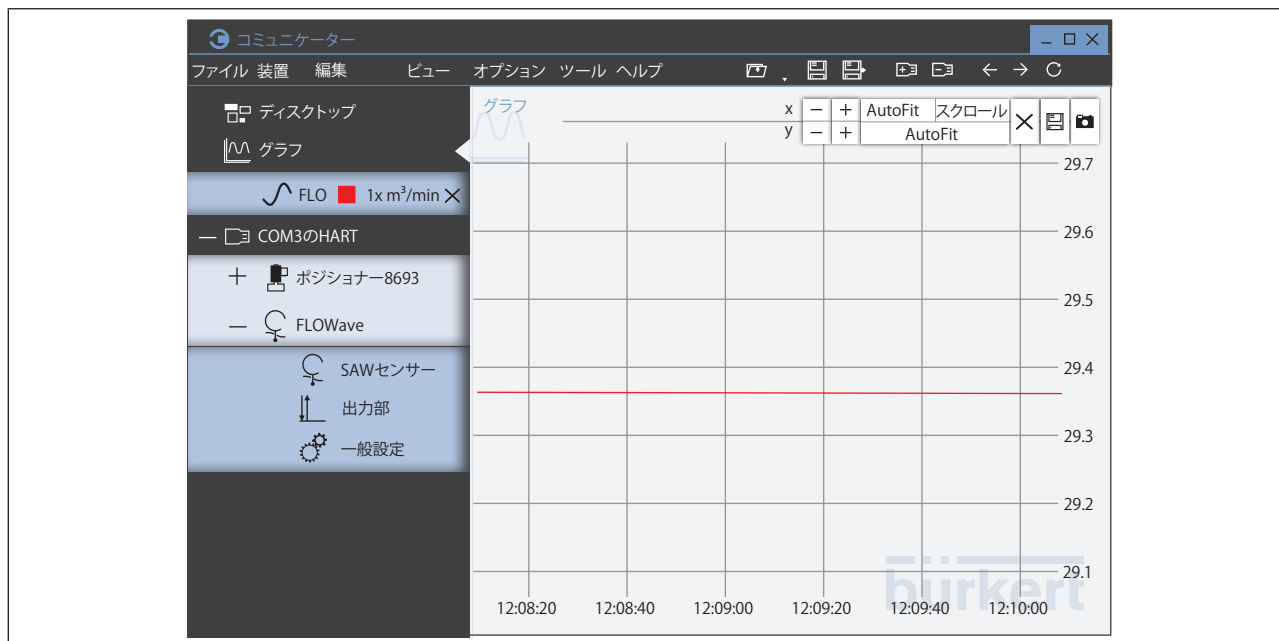 コミュニケーター
ファイル 装置 編集 ビュー オプション ツール ヘルプ
ディスクトップ
グラフ
FLO 1x m³/min
COM3のHART
ポジショナー8693
FLOWave
SAWセンサー
出力部
一般設定
グラフ
x − + AutoFit スクロール
y − + AutoFit
29.7
29.6
29.5
29.4
29.3
29.2
29.1
bürkert
12:08:20 12:08:40 12:09:00 12:09:20 12:09:40 12:10:00